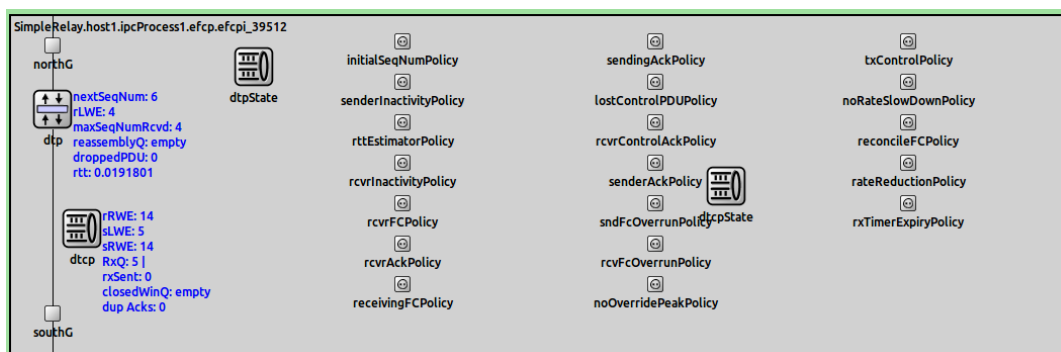 SimpleRelay.host1.ipcProcess1.efcp.efcpi_39512
northG
dtpState
nextSeqNum: 6
rLWE: 4
maxSeqNumRcvd: 4
dtp
reassemblyQ: empty
droppedPDU: 0
rtt: 0.0191801
rRWE: 14
sLWE: 5
sRWE: 14
dtcp
RxQ: 5 |
rxSent: 0
closedWinQ: empty
dup Acks: 0
southG
initialSeqNumPolicy
senderInactivityPolicy
rttEstimatorPolicy
rcvrInactivityPolicy
rcvrFCPolicy
rcvrAckPolicy
receivingFCPolicy
sendingAckPolicy
lostControlPDUPolicy
rcvrControlAckPolicy
senderAckPolicy
sndFcOverrunPolicy
dtcpState
rcvFcOverrunPolicy
noOverridePeakPolicy
txControlPolicy
noRateSlowDownPolicy
reconcileFCPolicy
rateReductionPolicy
rxTimerExpiryPolicy